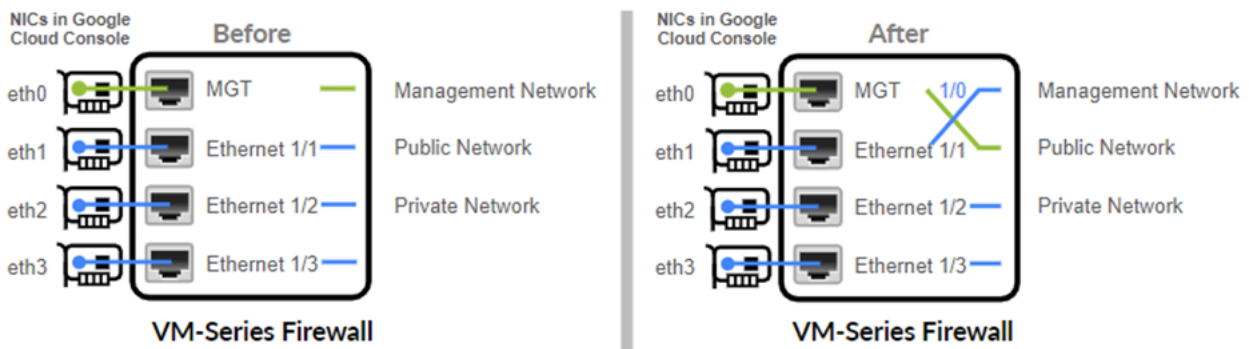 NICs in Google
Cloud Console
Before
eth0
MGT
Management Network
eth1
Ethernet 1/1
Public Network
eth2
Ethernet 1/2
Private Network
eth3
Ethernet 1/3
VM-Series Firewall
NICs in Google
Cloud Console
After
eth0
MGT 1/0
Management Network
eth1
Ethernet 1/1
Public Network
eth2
Ethernet 1/2
Private Network
eth3
Ethernet 1/3
VM-Series Firewall